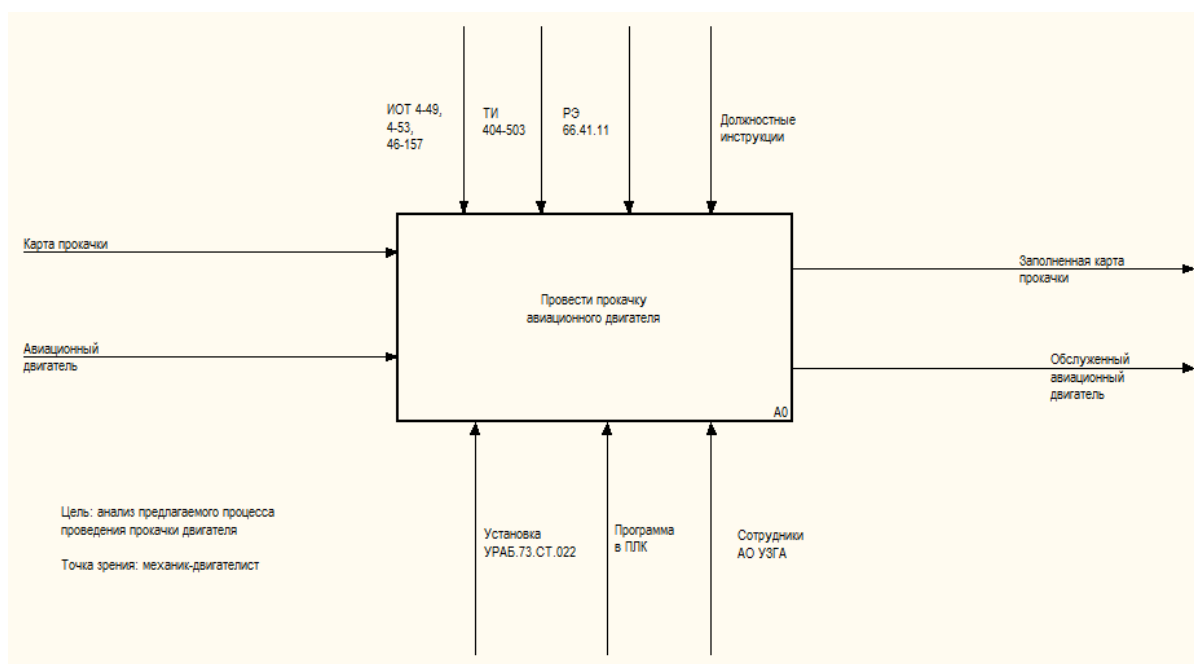 ИОТ 4-49,
4-53,
46-157
ТИ
404-503
РЭ
66.41.11
Должностные
инструкции
Карта прокачки
Авиационный
двигатель
Провести прокачку
авиационного двигателя
A0
Заполненная карта
прокачки
Обслуженный
авиационный
двигатель
Цель: анализ предлагаемого процесса
проведения прокачки двигателя
Точка зрения: механик-двигателист
Установка
УРАБ.73.СТ.022
Программа
в ПЛК
Сотрудники
АО УЗГА